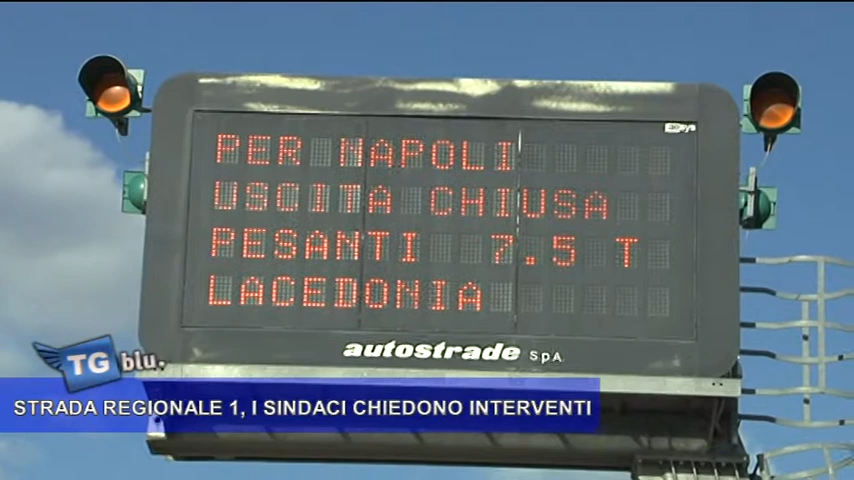 PER NAPOLI
USCITA CHIUSA
PESANTI 7.5 T
LACEDONIA
autostrade SpA
TG blu.
STRADA REGIONALE 1, I SINDACI CHIEDONO INTERVENTI